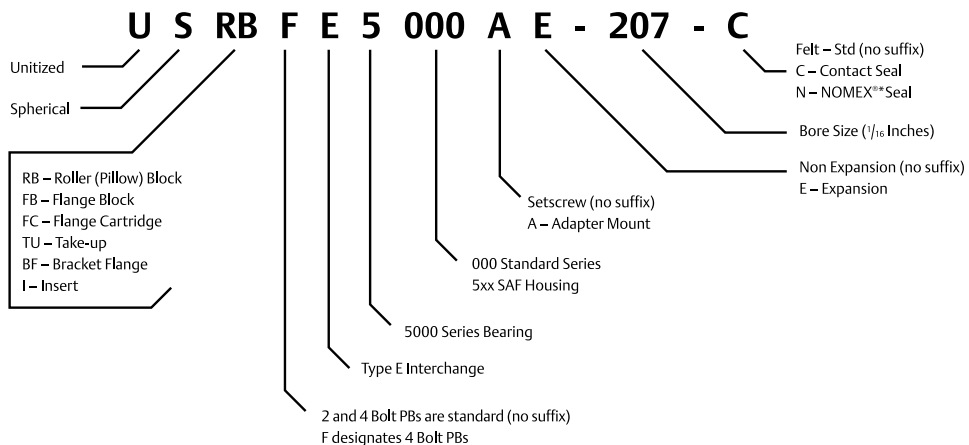 U S RB F E 5 000 A E - 207 - C
Unitized
Spherical
RB – Roller (Pillow) Block
FB – Flange Block
FC – Flange Cartridge
TU – Take-up
BF – Bracket Flange
I – Insert
Felt – Std (no suffix)
C – Contact Seal
N – NOMEX®* Seal
Bore Size (1/16 Inches)
Non Expansion (no suffix)
E – Expansion
Setscrew (no suffix)
A – Adapter Mount
000 Standard Series
5xx SAF Housing
5000 Series Bearing
Type E Interchange
2 and 4 Bolt PBs are standard (no suffix)
F designates 4 Bolt PBs